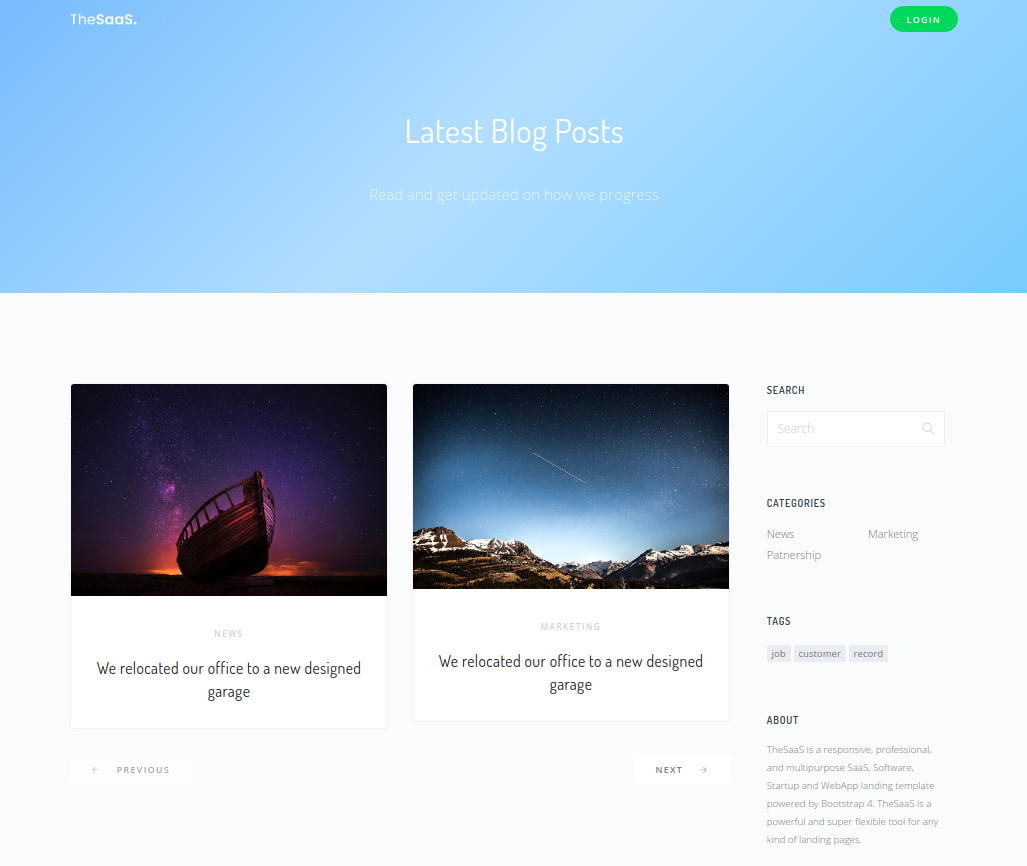 TheSaaS.
LOGIN
Latest Blog Posts
Read and get updated on how we progress
NEWS
We relocated our office to a new designed
garage
MARKETING
We relocated our office to a new designed
garage
← PREVIOUS
NEXT →
SEARCH
Search
CATEGORIES
News
Marketing
Patnership
TAGS
job
customer
record
ABOUT
TheSaaS is a responsive, professional,
and multipurpose SaaS, Software,
Startup and WebApp landing template
powered by Bootstrap 4. TheSaaS is a
powerful and super flexible tool for any
kind of landing pages.